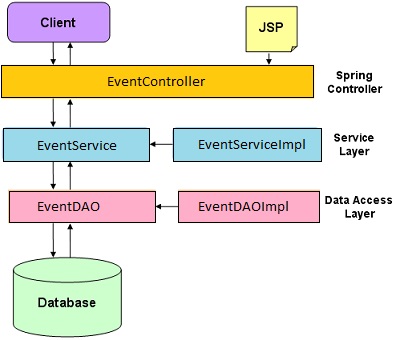 Client
JSP
EventController
Spring
Controller
EventService
EventServiceImpl
Service
Layer
EventDAO
EventDAOImpl
Data Access
Layer
Database